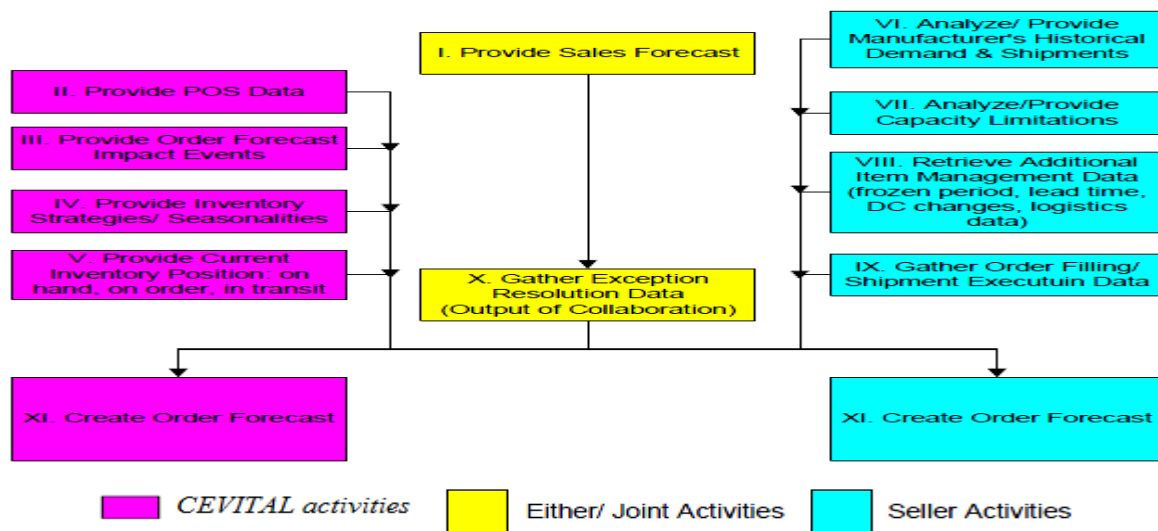 I. Provide Sales Forecast
II. Provide POS Data
III. Provide Order Forecast
Impact Events
IV. Provide Inventory
Strategies/ Seasonalities
V. Provide Current
Inventory Position: on
hand, on order, in transit
VI. Analyze/ Provide
Manufacturer's Historical
Demand & Shipments
VII. Analyze/Provide
Capacity Limitations
VIII. Retrieve Additional
Item Management Data
(frozen period, lead time,
DC changes, logistics
data)
IX. Gather Order Filling/
Shipment Executuin Data
X. Gather Exception
Resolution Data
(Output of Collaboration)
XI. Create Order Forecast
XI. Create Order Forecast
CEVITAL activities
Either/ Joint Activities
Seller Activities